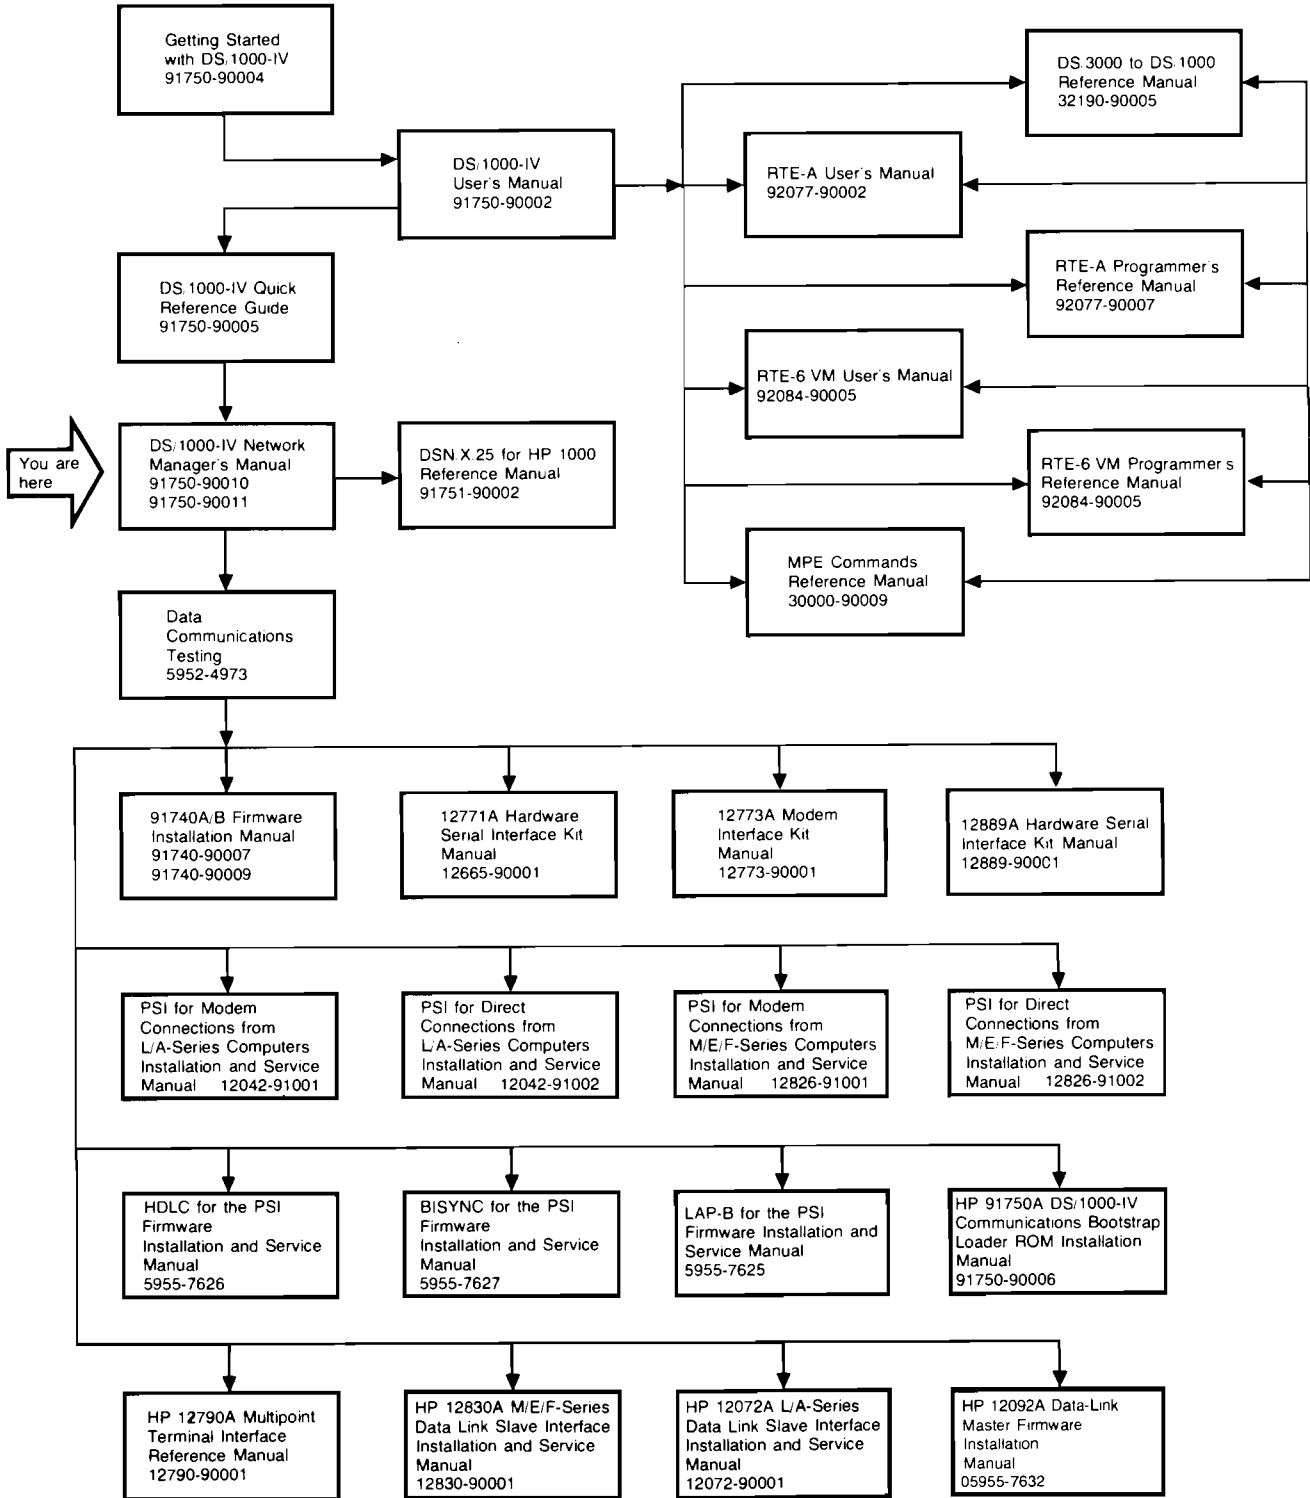 Getting Started
with DS/1000-IV
91750-90004
DS/1000-IV
User's Manual
91750-90002
DS/1000-IV Quick
Reference Guide
91750-90005
You are
here
DS/1000-IV Network
Manager's Manual
91750-90010
91750-90011
DSN/X.25 for HP 1000
Reference Manual
91751-90002
Data
Communications
Testing
5952-4973
DS/3000 to DS/1000
Reference Manual
32190-90005
RTE-A User's Manual
92077-90002
RTE-A Programmer's
Reference Manual
92077-90007
RTE-6 VM User's Manual
92084-90005
RTE-6 VM Programmer's
Reference Manual
92084-90005
MPE Commands
Reference Manual
30000-90009
91740A/B Firmware
Installation Manual
91740-90007
91740-90009
12771A Hardware
Serial Interface Kit
Manual
12665-90001
12773A Modem
Interface Kit
Manual
12773-90001
12889A Hardware Serial
Interface Kit Manual
12889-90001
PSI for Modem
Connections from
L/A-Series Computers
Installation and Service
Manual 12042-91001
PSI for Direct
Connections from
L/A-Series Computers
Installation and Service
Manual 12042-91002
PSI for Modem
Connections from
M/E/F-Series Computers
Installation and Service
Manual 12826-91001
PSI for Direct
Connections from
M/E/F-Series Computers
Installation and Service
Manual 12826-91002
HDLC for the PSI
Firmware
Installation and Service
Manual
5955-7626
BISYNC for the PSI
Firmware
Installation and Service
Manual
5955-7627
LAP-B for the PSI
Firmware Installation and
Service Manual
5955-7625
HP 91750A DS/1000-IV
Communications Bootstrap
Loader ROM Installation
Manual
91750-90006
HP 12790A Multipoint
Terminal Interface
Reference Manual
12790-90001
HP 12830A M/E/F-Series
Data Link Slave Interface
Installation and Service
Manual
12830-90001
HP 12072A L/A-Series
Data Link Slave Interface
Installation and Service
Manual
12072-90001
HP 12092A Data-Link
Master Firmware
Installation
Manual
05955-7632